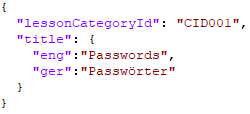 {
"lessonCategoryId": "CID001",
"title": {
"eng":"Passwords",
"ger":"Passwörter"
}
}